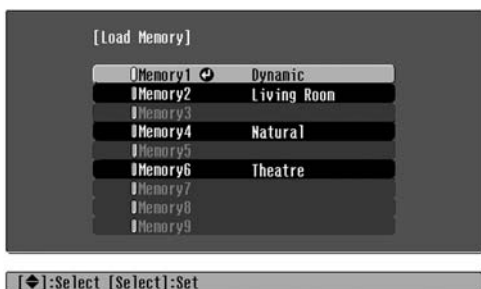 [Load Memory]
Memory1 Dynamic
Memory2 Living Room
Memory3
Memory4 Natural
Memory5
Memory6 Theatre
Memory7
Memory8
Memory9
[◆]:Select [Select]:Set